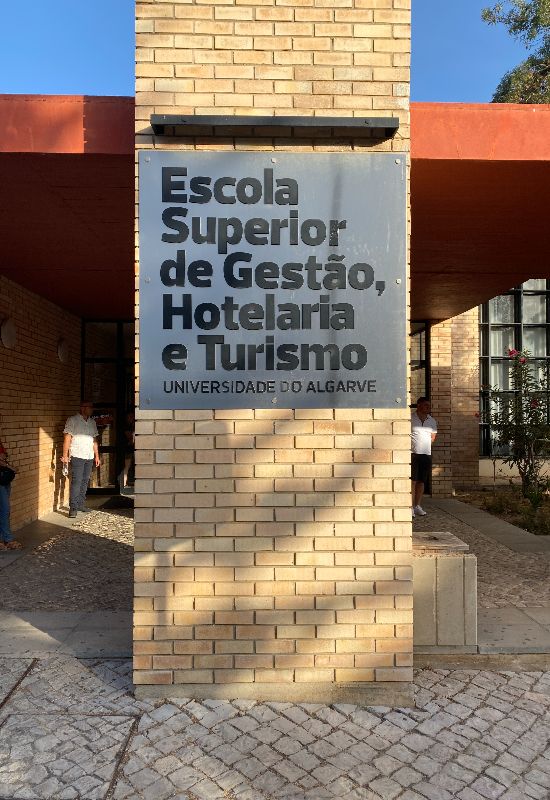 Escola
Superior
de Gestão,
Hotelaria
e Turismo
UNIVERSIDADE DO ALGARVE